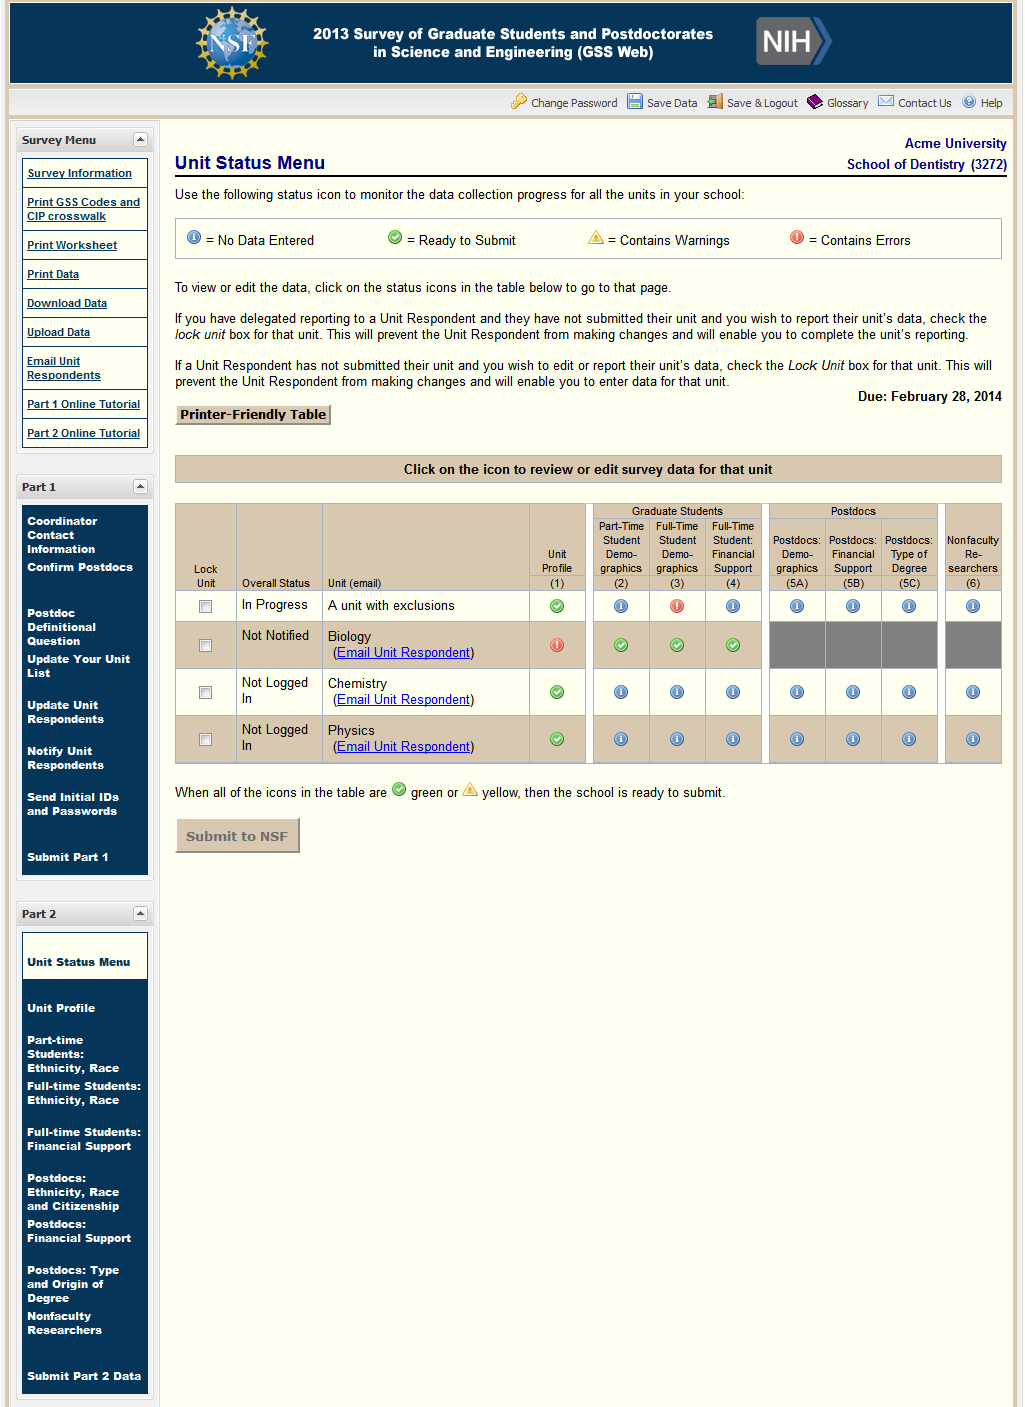 NSF
2013 Survey of Graduate Students and Postdoctorates
in Science and Engineering (GSS Web)
NIH
Change Password Save Data Save & Logout Glossary Contact Us Help
Survey Menu
Survey Information
Print GSS Codes and
CIP crosswalk
Print Worksheet
Print Data
Download Data
Upload Data
Email Unit
Respondents
Part 1 Online Tutorial
Part 2 Online Tutorial
Part 1
Coordinator
Contact
Information
Confirm Postdocs
Postdoc
Definitional
Question
Update Your Unit
List
Update Unit
Respondents
Notify Unit
Respondents
Send Initial IDs
and Passwords
Submit Part 1
Part 2
Unit Status Menu
Unit Profile
Part-time
Students:
Ethnicity, Race
Full-time Students:
Ethnicity, Race
Full-time Students:
Financial Support
Postdocs:
Ethnicity, Race
and Citizenship
Postdocs:
Financial Support
Postdocs: Type
and Origin of
Degree
Nonfaculty
Researchers
Submit Part 2 Data
Acme University
Unit Status Menu School of Dentistry (3272)
Use the following status icon to monitor the data collection progress for all the units in your school:
= No Data Entered = Ready to Submit = Contains Warnings = Contains Errors
To view or edit the data, click on the status icons in the table below to go to that page.
If you have delegated reporting to a Unit Respondent and they have not submitted their unit and you wish to report their unit's data, check the
lock unit box for that unit. This will prevent the Unit Respondent from making changes and will enable you to complete the unit's reporting.
If a Unit Respondent has not submitted their unit and you wish to edit or report their unit's data, check the Lock Unit box for that unit. This will
prevent the Unit Respondent from making changes and will enable you to enter data for that unit.
Due: February 28, 2014
Printer-Friendly Table
Click on the icon to review or edit survey data for that unit
Graduate Students Postdocs
Lock
Unit
Overall Status
Unit (email)
Unit
Profile
(1)
Part-Time
Student
Demo-
graphics
(2)
Full-Time
Student
Demo-
graphics
(3)
Full-Time
Student:
Financial
Support
(4)
Postdocs:
Demo-
graphics
(5A)
Postdocs:
Financial
Support
(5B)
Postdocs:
Type of
Degree
(5C)
Nonfaculty
Re-
searchers
(6)
In Progress A unit with exclusions
Not Notified Biology
(Email Unit Respondent)
Not Logged Chemistry
In (Email Unit Respondent)
Not Logged Physics
In (Email Unit Respondent)
When all of the icons in the table are green or yellow, then the school is ready to submit.
Submit to NSF